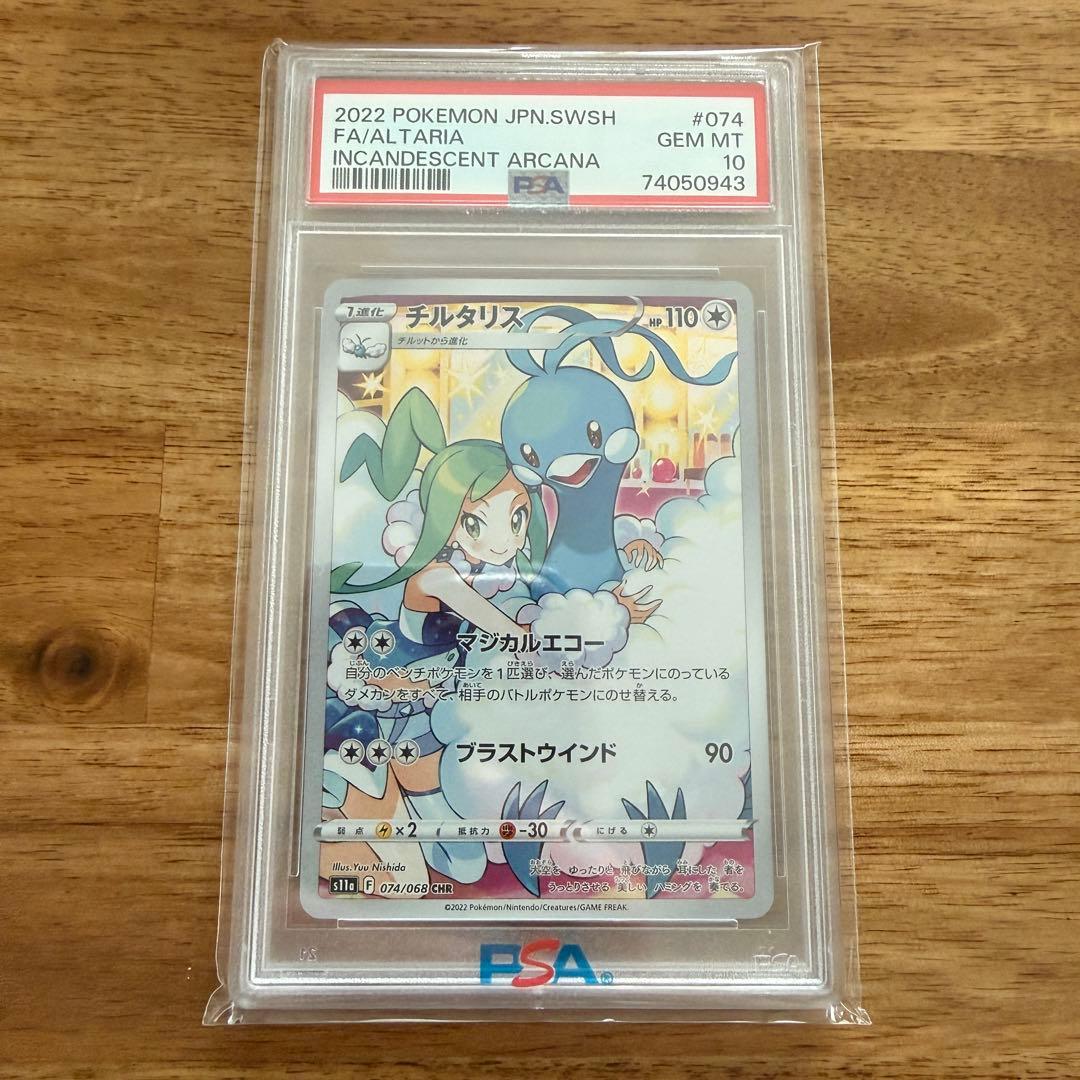 2022 POKEMON JPN.SWSH #074
FA/ALTARIA GEM MT
INCANDESCENT ARCANA 10
PSA 74050943
1進化 チルタリス HP 110
チルットから進化
マジカルエコー
自分のベンチポケモンを1匹選び、選んだポケモンにのっている
ダメカンをすべて、相手のバトルポケモンにのせ替える。
ブラストウインド 90
弱点 ×2 抵抗力 -30 にげる
Illus.Yuu Nishida
大空を ゆったりと 飛びながら 耳にした 者を
うっとりさせる 美しい ハミングを 奏でる。
s11a F 074/068 CHR
©2022 Pokémon/Nintendo/Creatures/GAME FREAK.
PSA®